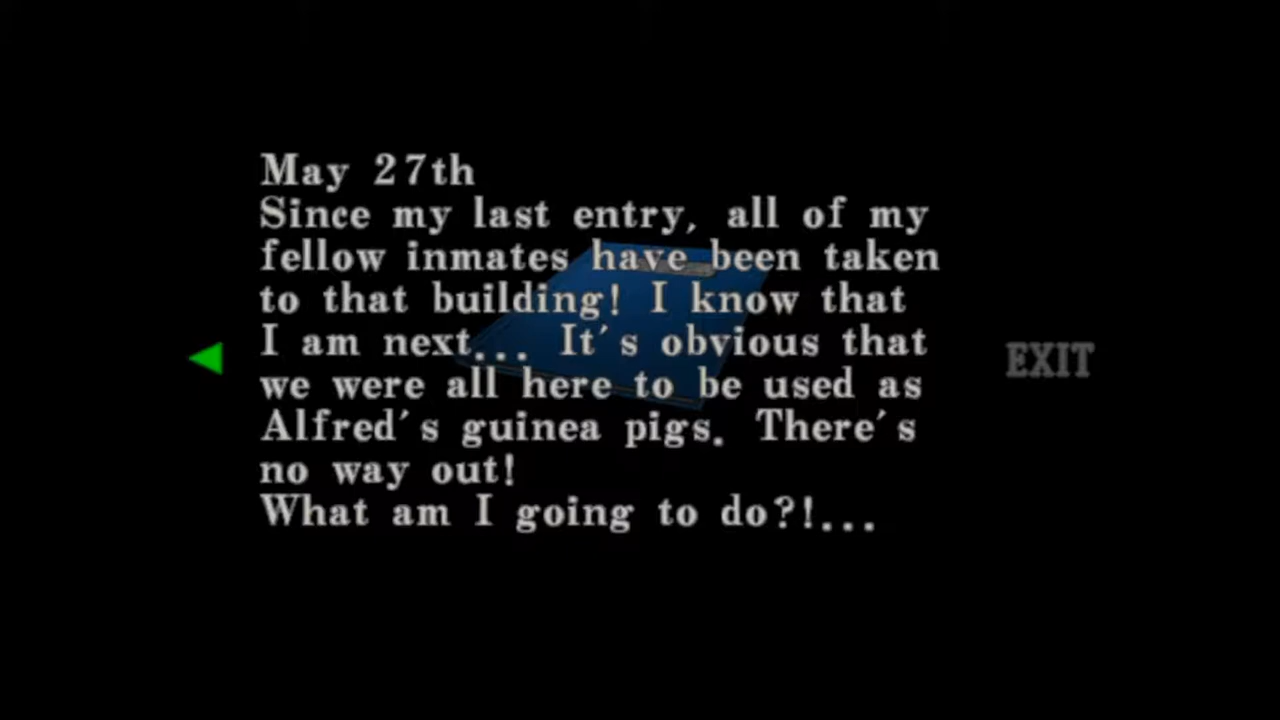 May 27th
Since my last entry, all of my
fellow inmates have been taken
to that building! I know that
I am next... It's obvious that
we were all here to be used as
Alfred's guinea pigs. There's
no way out!
What am I going to do?!...
EXIT